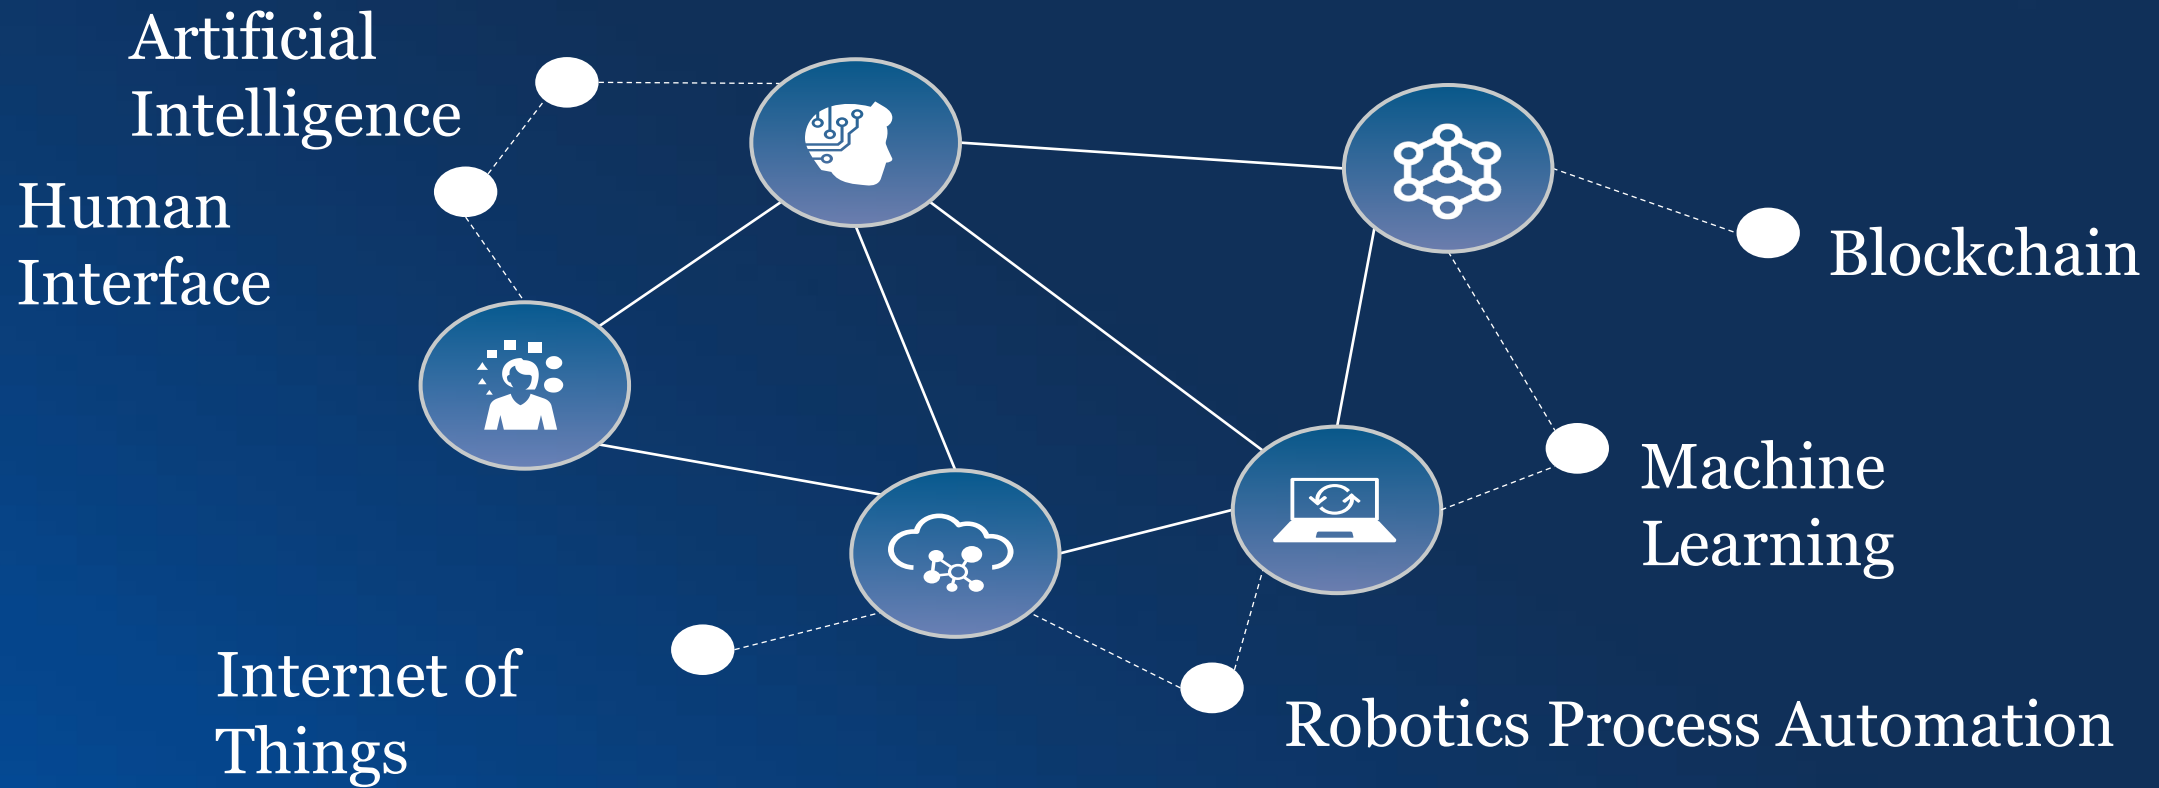 Artificial
Intelligence
Human
Interface
Blockchain
Machine
Learning
Internet of
Things
Robotics Process Automation